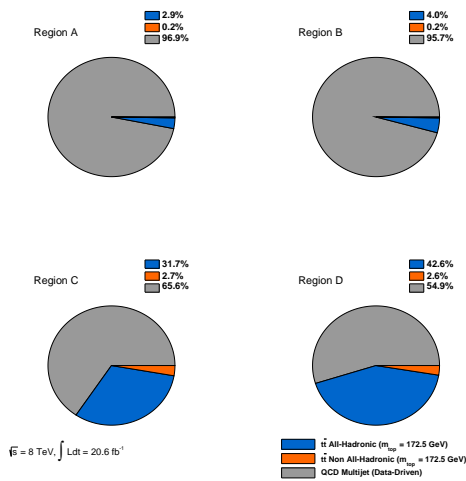 Region A
2.9%
0.2%
96.9%
Region B
4.0%
0.2%
95.7%
Region C
31.7%
2.7%
65.6%
Region D
42.6%
2.6%
54.9%
√s = 8 TeV, ∫ Ldt = 20.6 fb⁻¹
tt̄ All-Hadronic (m_top = 172.5 GeV)
tt̄ Non All-Hadronic (m_top = 172.5 GeV)
QCD Multijet (Data-Driven)